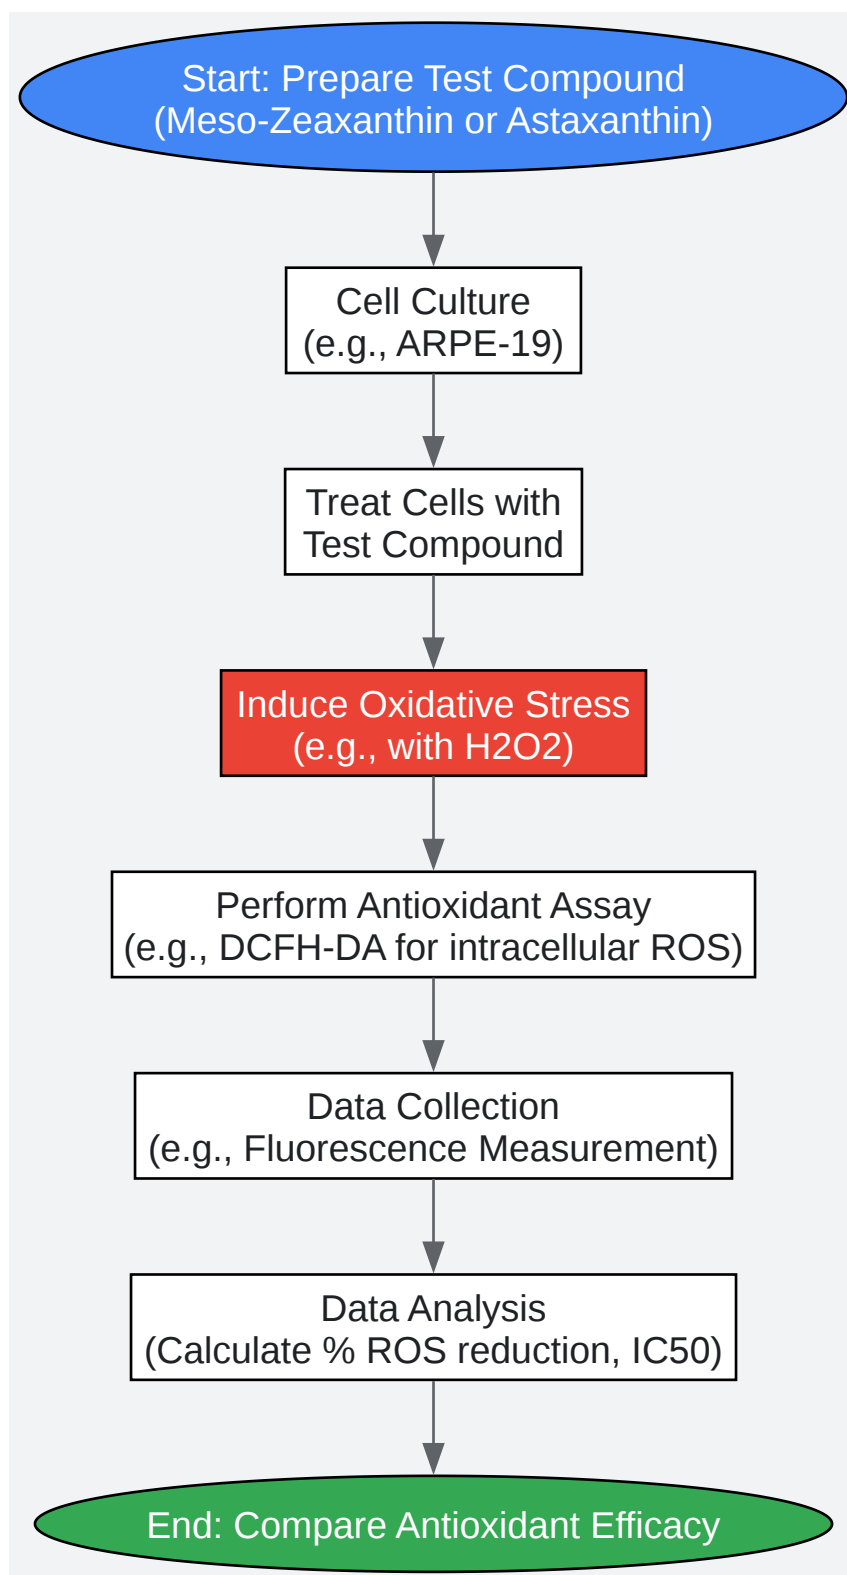 Start: Prepare Test Compound
(Meso-Zeaxanthin or Astaxanthin)
Cell Culture
(e.g., ARPE-19)
Treat Cells with
Test Compound
Induce Oxidative Stress
(e.g., with H2O2)
Perform Antioxidant Assay
(e.g., DCFH-DA for intracellular ROS)
Data Collection
(e.g., Fluorescence Measurement)
Data Analysis
(Calculate % ROS reduction, IC50)
End: Compare Antioxidant Efficacy